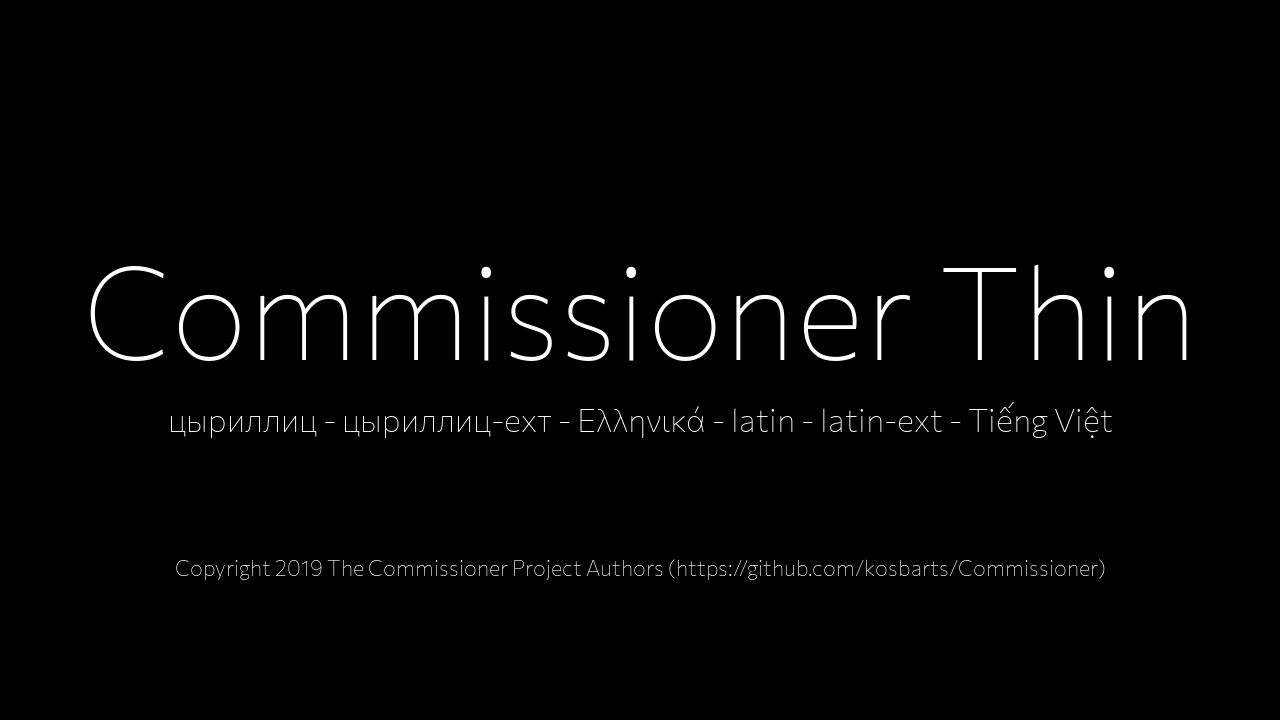 Commissioner Thin
цыриллиц - цыриллиц-ехт - Ελληνικά - latin - latin-ext - Tiếng Việt
Copyright 2019 The Commissioner Project Authors (https://github.com/kosbarts/Commissioner)